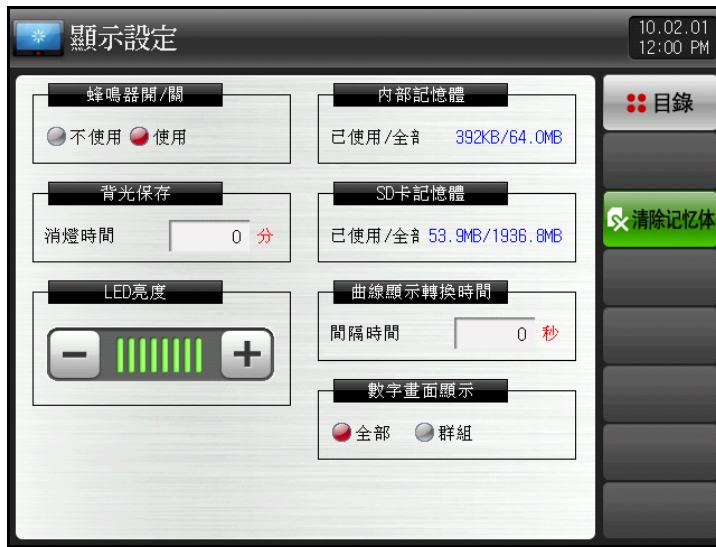 顯示設定
10.02.01
12:00 PM
蜂鳴器開/關
不使用 使用
背光保存
消燈時間 0 分
LED亮度
内部記憶體
已使用/全 392KB/64.0MB
SD卡記憶體
已使用/全 53.9MB/1936.8MB
曲線顯示轉換時間
間隔時間 0 秒
數字畫面顯示
全部 群組
目錄
清除记忆体